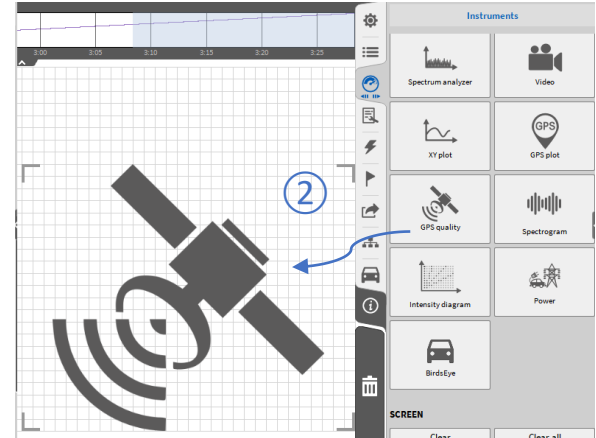 Instruments
3:00 3:05 3:10 3:15 3:20 3:25
Spectrum analyzer Video
XY plot GPS
GPS plot
2
GPS quality Spectrogram
Intensity diagram Power
BirdsEye
SCREEN
Clear Clear all